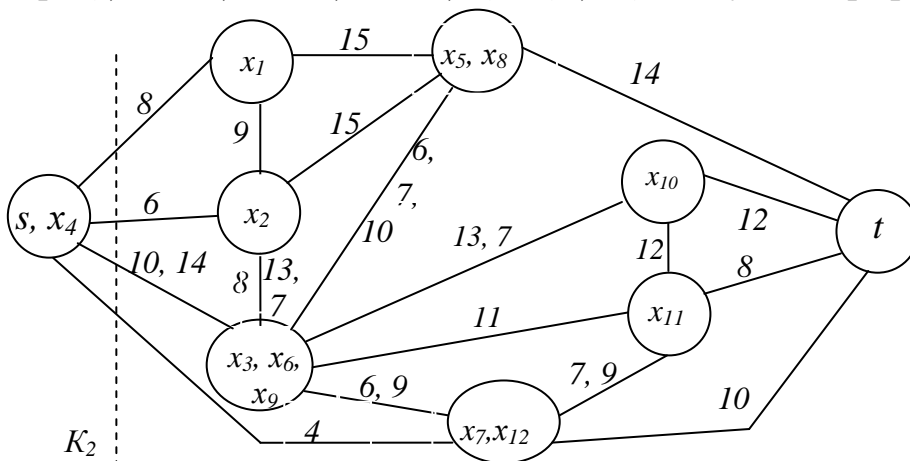 15
x1
x5, x8
14
8
9
15
6,
x10
s, x4
6
x2
7,
10
13, 7
12
12
t
10, 14
8
13,
7
8
11
x11
x3, x6,
x9
6, 9
7, 9
10
4
x7,x12
K2